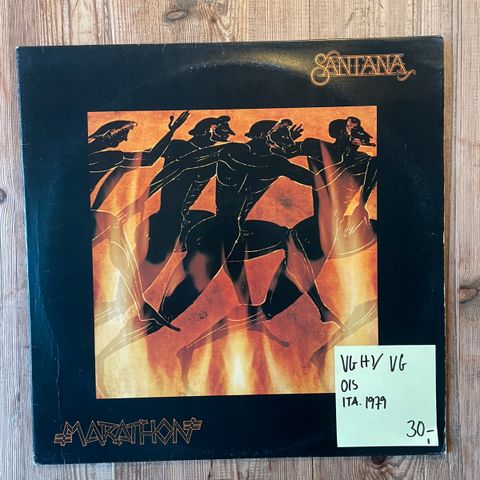 SANTANA
MARATHON
VG(+)/ VG
OIS
ITA. 1979
30,-